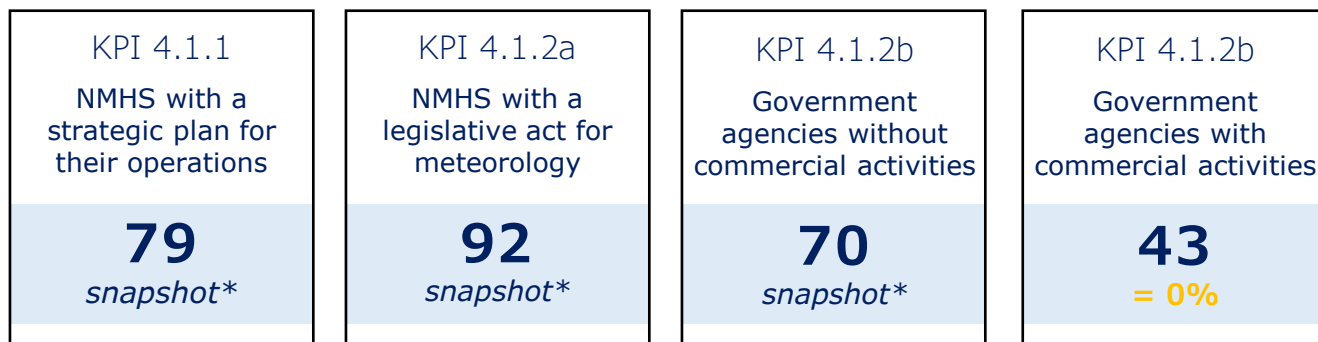 KPI 4.1.1
NMHS with a
strategic plan for
their operations
79
snapshot*
KPI 4.1.2a
NMHS with a
legislative act for
meteorology
92
snapshot*
KPI 4.1.2b
Government
agencies without
commercial activities
70
snapshot*
KPI 4.1.2b
Government
agencies with
commercial activities
43
= 0%